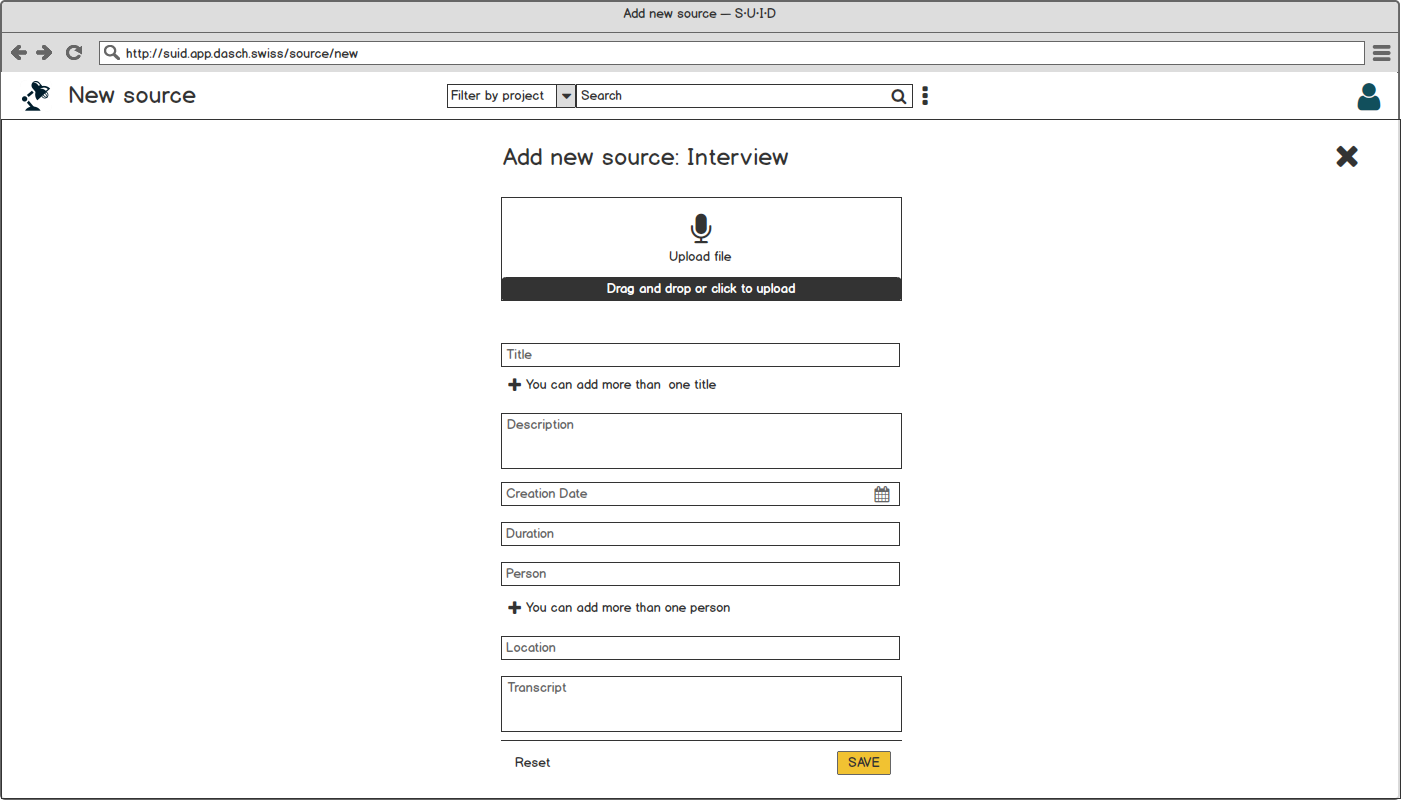 Add new source — S·U·I·D
http://suid.app.dasch.swiss/source/new
New source
Filter by project
Search
Add new source: Interview
Upload file
Drag and drop or click to upload
Title
You can add more than  one title
Description
Creation Date
Duration
Person
You can add more than one person
Location
Transcript
Reset
SAVE